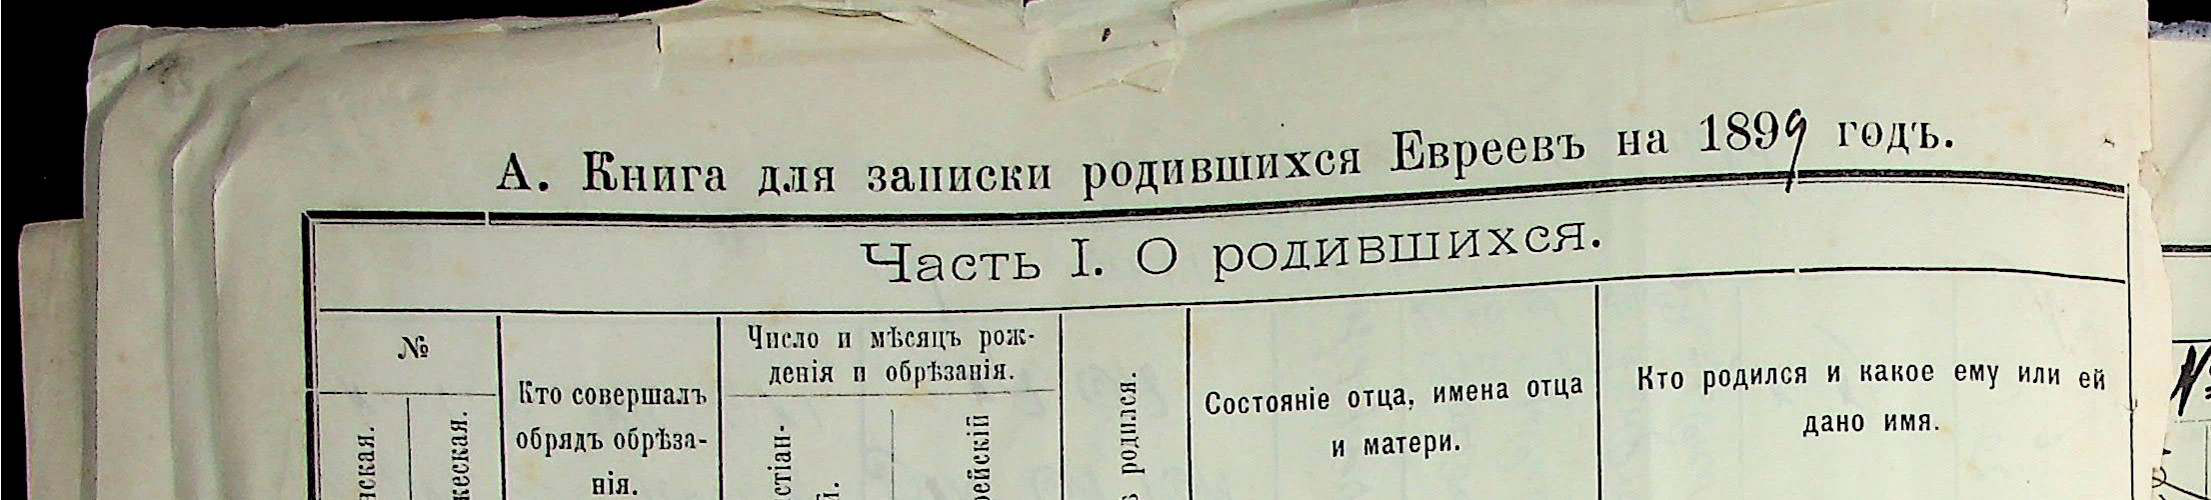 А. Книга для записки родившихся Евреевъ на 1899 годъ.
Часть I. О родившихся.
№
Кто совершалъ
обрядъ обрѣза-
нія.
Число и мѣсяцъ рож-
денія и обрѣзанія.
родился.
Состояніе отца, имена отца
и матери.
Кто родился и какое ему или ей
дано имя.